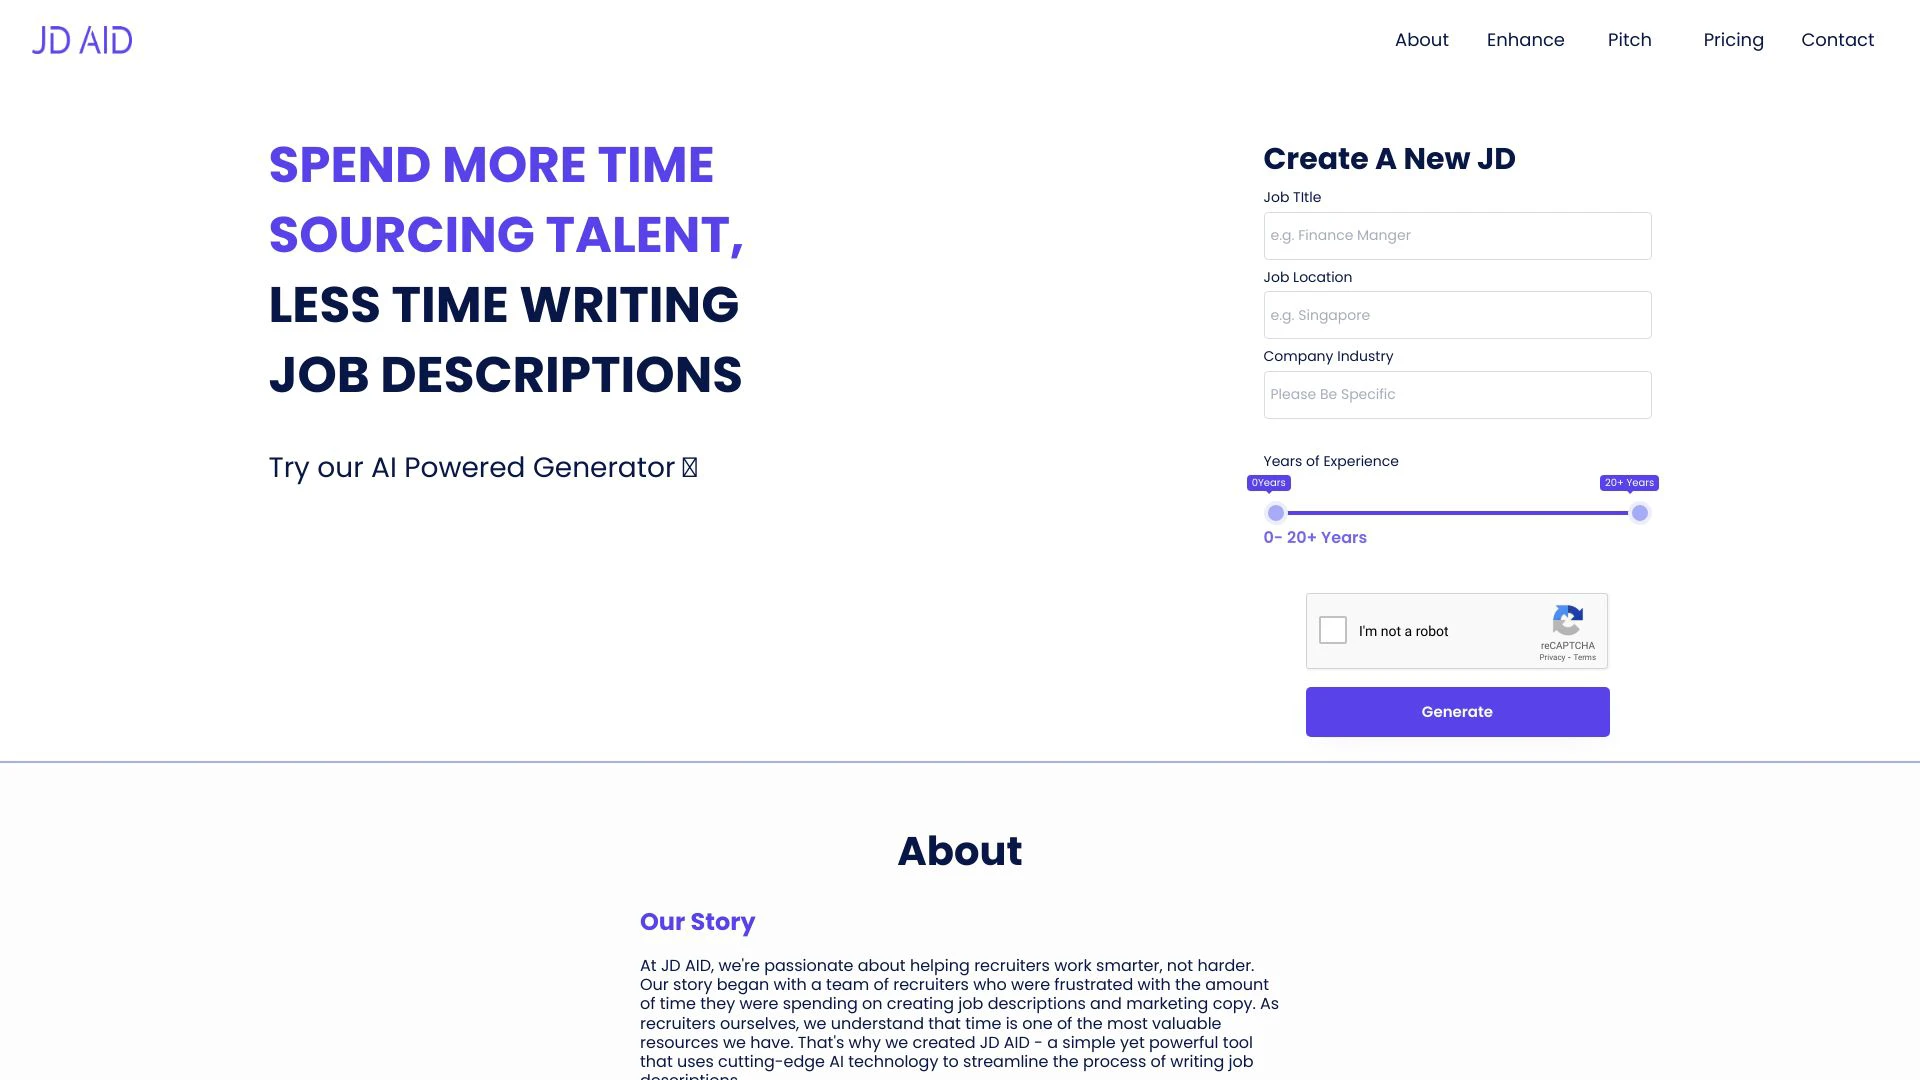 JD AID
About
Enhance
Pitch
Pricing
Contact
SPEND MORE TIME
SOURCING TALENT,
LESS TIME WRITING
JOB DESCRIPTIONS
Try our AI Powered Generator
Create A New JD
Job TItle
e.g. Finance Manger
Job Location
e.g. Singapore
Company Industry
Please Be Specific
Years of Experience
0Years
20+ Years
0- 20+ Years
I'm not a robot
reCAPTCHA
Privacy - Terms
Generate
About
Our Story
At JD AID, we're passionate about helping recruiters work smarter, not harder.
Our story began with a team of recruiters who were frustrated with the amount
of time they were spending on creating job descriptions and marketing copy. As
recruiters ourselves, we understand that time is one of the most valuable
resources we have. That's why we created JD AID - a simple yet powerful tool
that uses cutting-edge AI technology to streamline the process of writing job
descriptions.